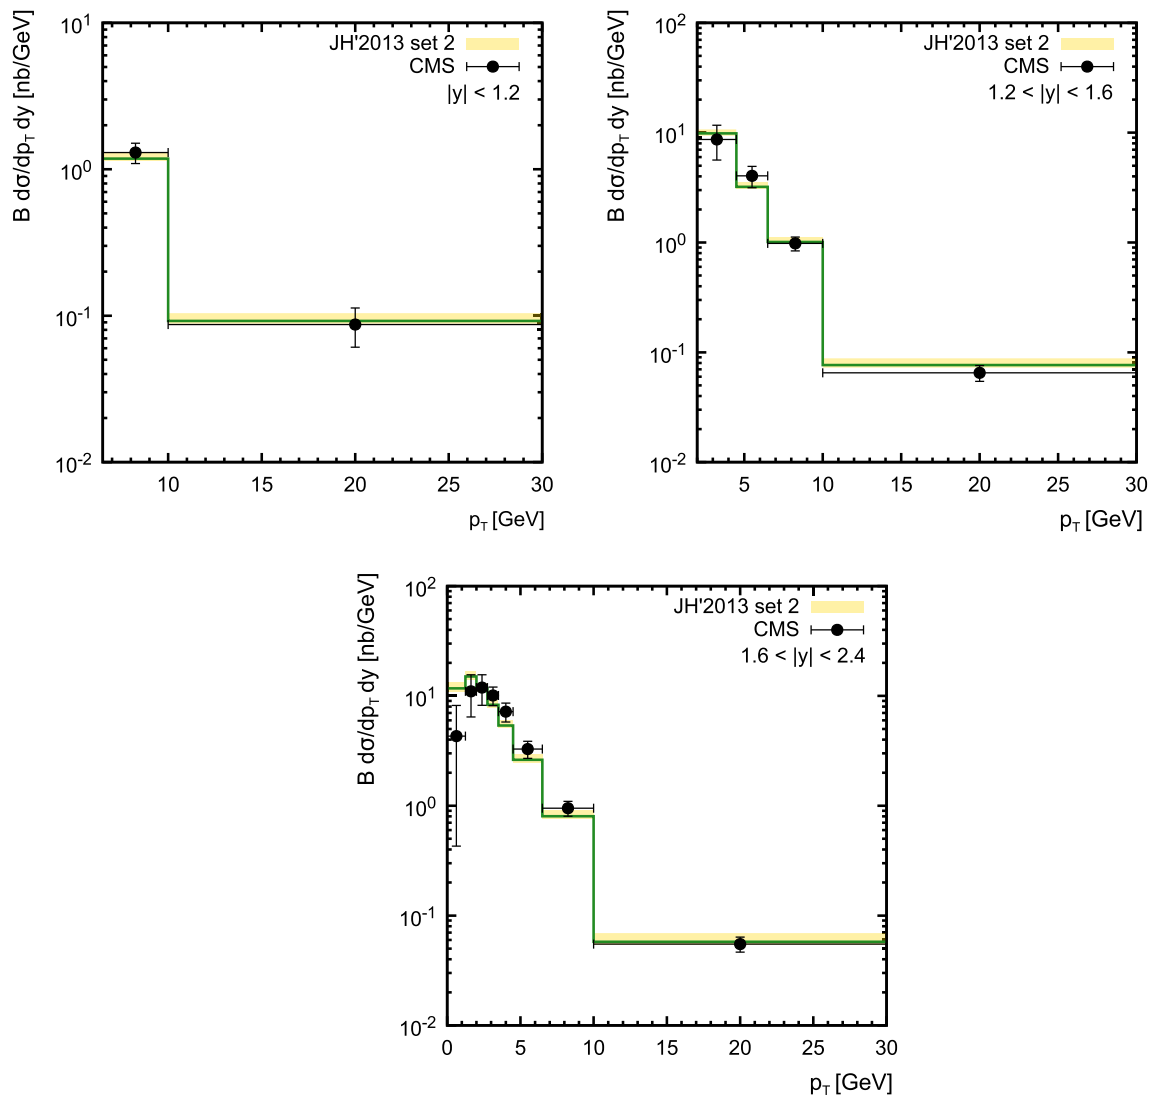 B dσ/dp_T dy [nb/GeV]
JH'2013 set 2
CMS
|y| < 1.2
10^1
10^0
10^-1
10^-2
10 15 20 25 30
p_T [GeV]
B dσ/dp_T dy [nb/GeV]
JH'2013 set 2
CMS
1.2 < |y| < 1.6
10^2
10^1
10^0
10^-1
10^-2
5 10 15 20 25 30
p_T [GeV]
B dσ/dp_T dy [nb/GeV]
JH'2013 set 2
CMS
1.6 < |y| < 2.4
10^2
10^1
10^0
10^-1
10^-2
0 5 10 15 20 25 30
p_T [GeV]